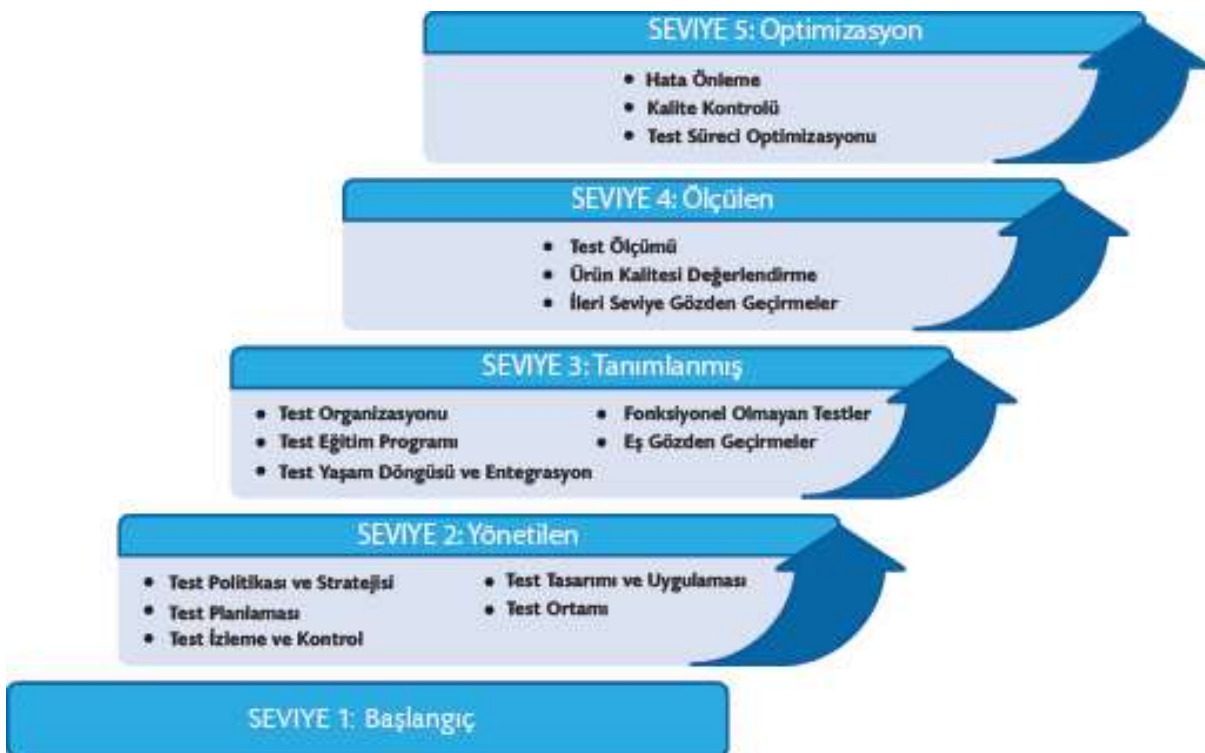 SEVIYE 5: Optimizasyon
• Hata Önleme
• Kalite Kontrolü
• Test Süreci Optimizasyonu
SEVIYE 4: Ölçülen
• Test Ölçümü
• Ürün Kalitesi Değerlendirme
• İleri Seviye Gözden Geçirmeler
SEVIYE 3: Tanımlanmış
• Test Organizasyonu
• Test Eğitim Programı
• Test Yaşam Döngüsü ve Entegrasyon
• Fonksiyonel Olmayan Testler
• Eş Gözden Geçirmeler
SEVIYE 2: Yönetilen
• Test Politikası ve Stratejisi
• Test Planlaması
• Test İzleme ve Kontrol
• Test Tasarımı ve Uygulaması
• Test Ortamı
SEVIYE 1: Başlangıç